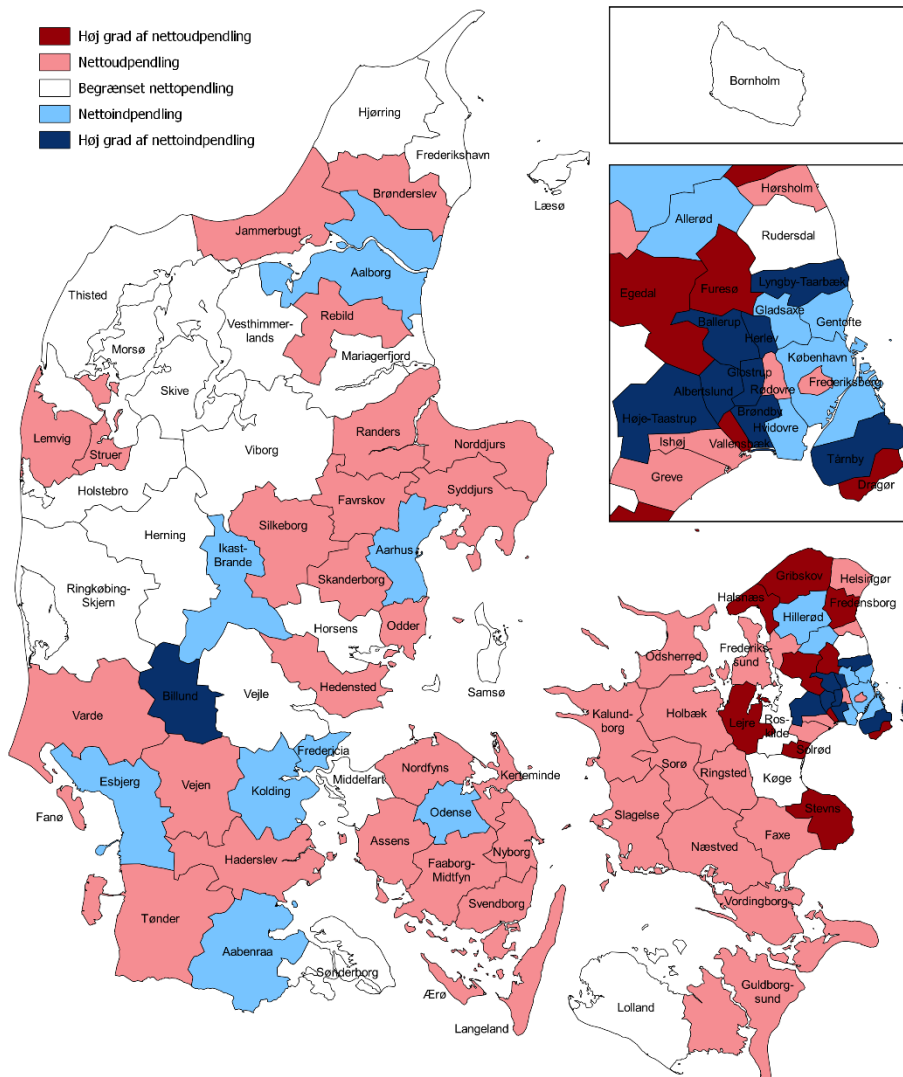 Høj grad af nettoudpendling
Nettoudpendling
Begrænset nettopendling
Nettoindpendling
Høj grad af nettoindpendling
Bornholm
Hjørring
Frederikshavn
Læsø
Brønderslev
Jammerbugt
Aalborg
Thisted
Vesthimmer-
lands
Rebild
Morsø
Mariagerfjord
Skive
Lemvig
Struer
Viborg
Randers
Norddjurs
Holstebro
Favrskov
Syddjurs
Herning
Silkeborg
Ikast-
Brande
Aarhus
Skanderborg
Ringkøbing-
Skjern
Horsens
Odder
Samsø
Hedensted
Billund
Vejle
Varde
Fredericia
Middelfart
Esbjerg
Vejen
Kolding
Fanø
Haderslev
Tønder
Aabenraa
Sønderborg
Nordfyns
Kerteminde
Odense
Assens
Nyborg
Faaborg-
Midtfyn
Svendborg
Ærø
Langeland
Hørsholm
Allerød
Rudersdal
Egedal
Furesø
Lyngby-Taarbæk
Gladsaxe
Ballerup
Gentofte
Herlev
København
Glostrup
Albertslund
Rødovre
Frederiksberg
Høje-Taastrup
Brøndby
Hvidovre
Ishøj
Vallensbæk
Tårnby
Greve
Dragør
Gribskov
Helsingør
Halsnæs
Fredensborg
Hillerød
Odsherred
Frederiks-
sund
Kalund-
borg
Holbæk
Lejre
Ros-
kilde
Solrød
Sorø
Ringsted
Køge
Slagelse
Stevns
Næstved
Faxe
Vordingborg
Guldborg-
sund
Lolland